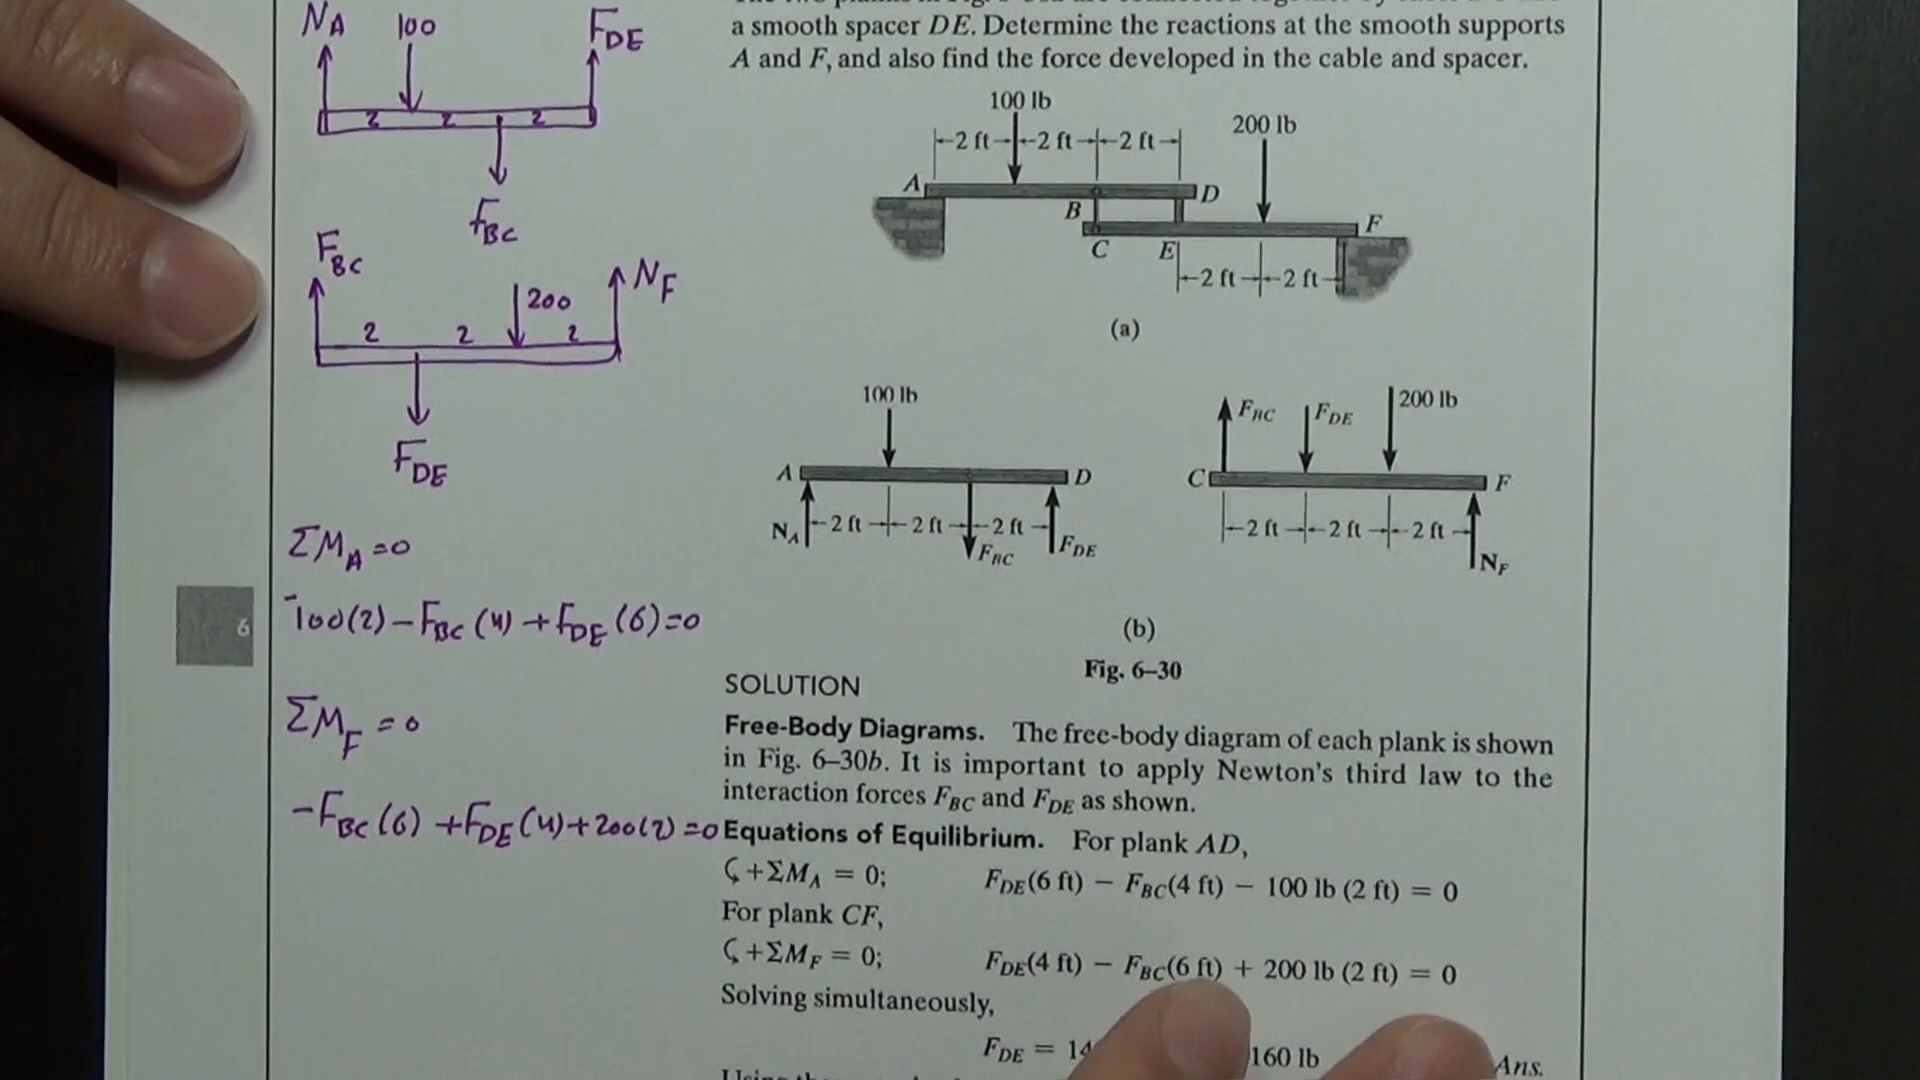 a smooth spacer DE. Determine the reactions at the smooth supports
A and F, and also find the force developed in the cable and spacer.
N_A 100 F_DE
2 2 2
F_BC
F_BC 200 N_F
2 2 2
F_DE
ΣM_A=0
-100(2)-F_BC(4)+F_DE(6)=0
ΣM_F=0
-F_BC(6)+F_DE(4)+200(2)=0
6
100 lb
200 lb
2 ft 2 ft 2 ft
A D
B F
C E
2 ft 2 ft
(a)
100 lb
A D
2 ft 2 ft 2 ft
N_A F_BC F_DE
F_BC F_DE 200 lb
C F
2 ft 2 ft 2 ft
N_F
(b)
Fig. 6–30
SOLUTION
Free-Body Diagrams. The free-body diagram of each plank is shown
in Fig. 6–30b. It is important to apply Newton's third law to the
interaction forces F_BC and F_DE as shown.
Equations of Equilibrium. For plank AD,
↺+ΣM_A = 0; F_DE(6 ft) − F_BC(4 ft) − 100 lb (2 ft) = 0
For plank CF,
↺+ΣM_F = 0; F_DE(4 ft) − F_BC(6 ft) + 200 lb (2 ft) = 0
Solving simultaneously,
F_DE = 14 160 lb Ans.